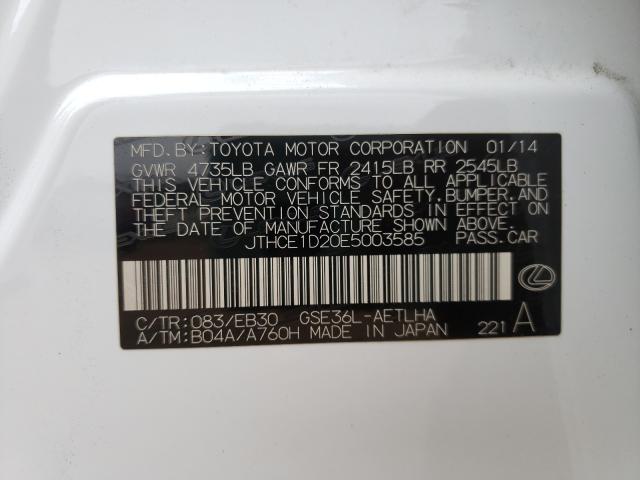 MFD. BY:TOYOTA MOTOR CORPORATION 01/14
GVWR 4735LB GAWR FR 2415LB RR 2545LB
THIS VEHICLE CONFORMS TO ALL APPLICABLE
FEDERAL MOTOR VEHICLE SAFETY,BUMPER,AND
THEFT PREVENTION STANDARDS IN EFFECT ON
THE DATE OF MANUFACTURE SHOWN ABOVE.
JTHCE1D20E5003585 PASS.CAR
C/TR:083/EB30 GSE36L-AETLHA
A/TM:B04A/A760H MADE IN JAPAN 221 A